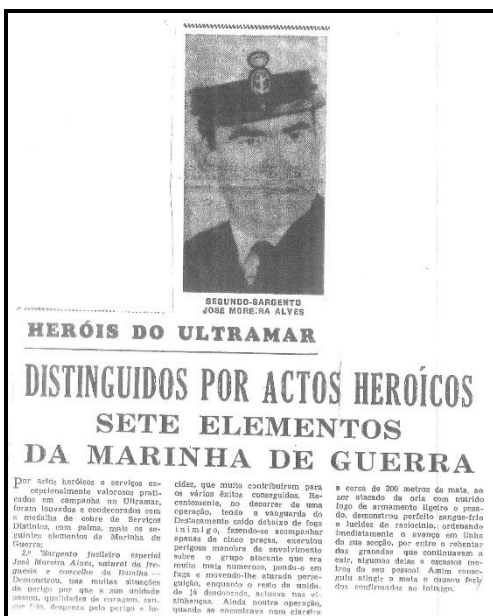 SEGUNDO-SARGENTO
JOSÉ MOREIRA ALVES
HERÓIS DO ULTRAMAR
DISTINGUIDOS POR ACTOS HEROÍCOS
SETE ELEMENTOS
DA MARINHA DE GUERRA
Por actos heróicos e serviços ex-
cepcionalmente valorosos prati-
cados em campanha no Ultramar,
foram louvados e condecorados com
a medalha de cobre de Serviços
Distintos, com palma, mais os se-
guintes elementos da Marinha de
Guerra:
2.º Sargento fuzileiro especial
José Moreira Alves, natural da fre-
guesia e concelho da
Demonstrou, nas muitas situações
de perigo por que a sua unidade
passou, qualidades de coragem, san-
gue frio, desprezo pelo perigo e lu-
cidez, que muito contribuíram para
os vários êxitos conseguidos. Re-
centemente, no decorrer de uma
operação, tendo a vanguarda do
Destacamento caído debaixo de fogo
inimigo, fazendo-se acompanhar
apenas de cinco praças, executou
perigosa manobra de envolvimento
sobre o grupo atacante que era
muito mais numeroso, pondo-o em
fuga e movendo-lhe aturada perse-
guição, enquanto o resto da unida-
de já desdobrada, actuava nas vi-
zinhanças. Ainda noutra operação,
quando se encontrava num clareira
a cerca de 300 metros da mata, ao
ser atacado da orla com nutrido
fogo de armamento ligeiro e pesa-
do, demonstrou perfeito sangue-frio
e lucidez de raciocínio, ordenando
imediatamente o avanço em linha
da sua secção, por entre o rebentar
das granadas que continuavam a
cair, algumas delas a escassos me-
tros do seu pessoal. Assim conse-
guiu atingir a mata e causou feri-
dos confirmados ao inimigo.